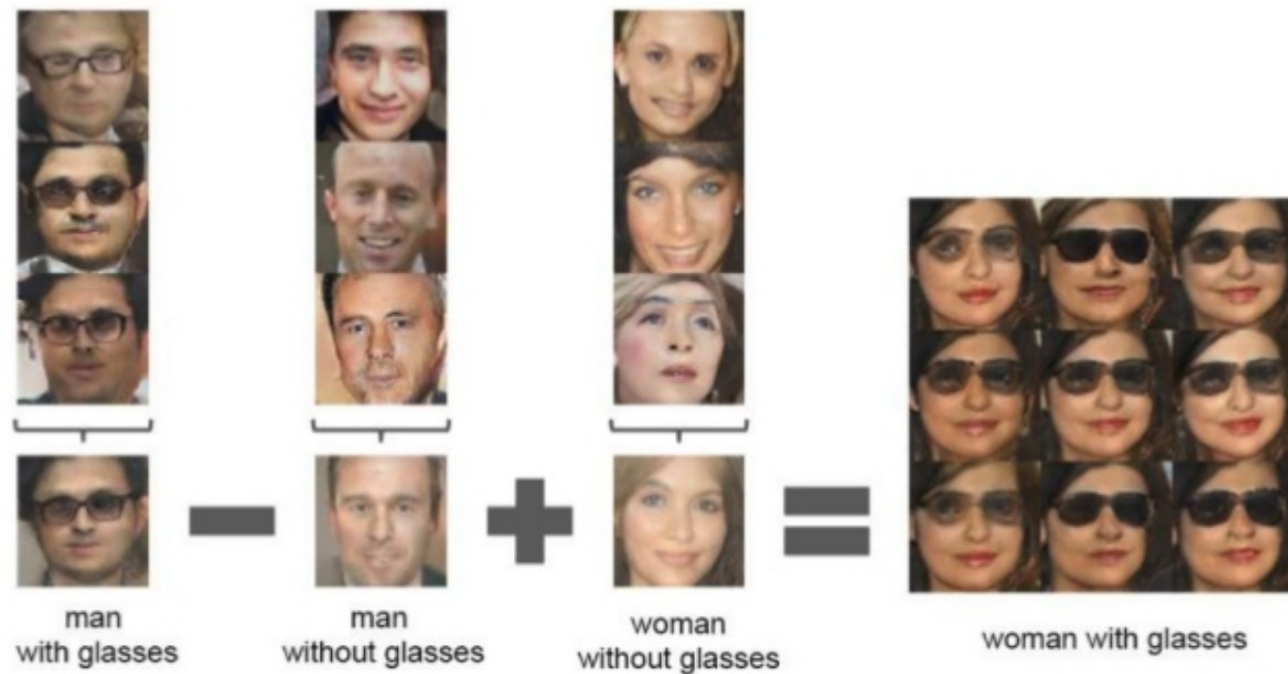 man
with glasses
man
without glasses
woman
without glasses
woman with glasses